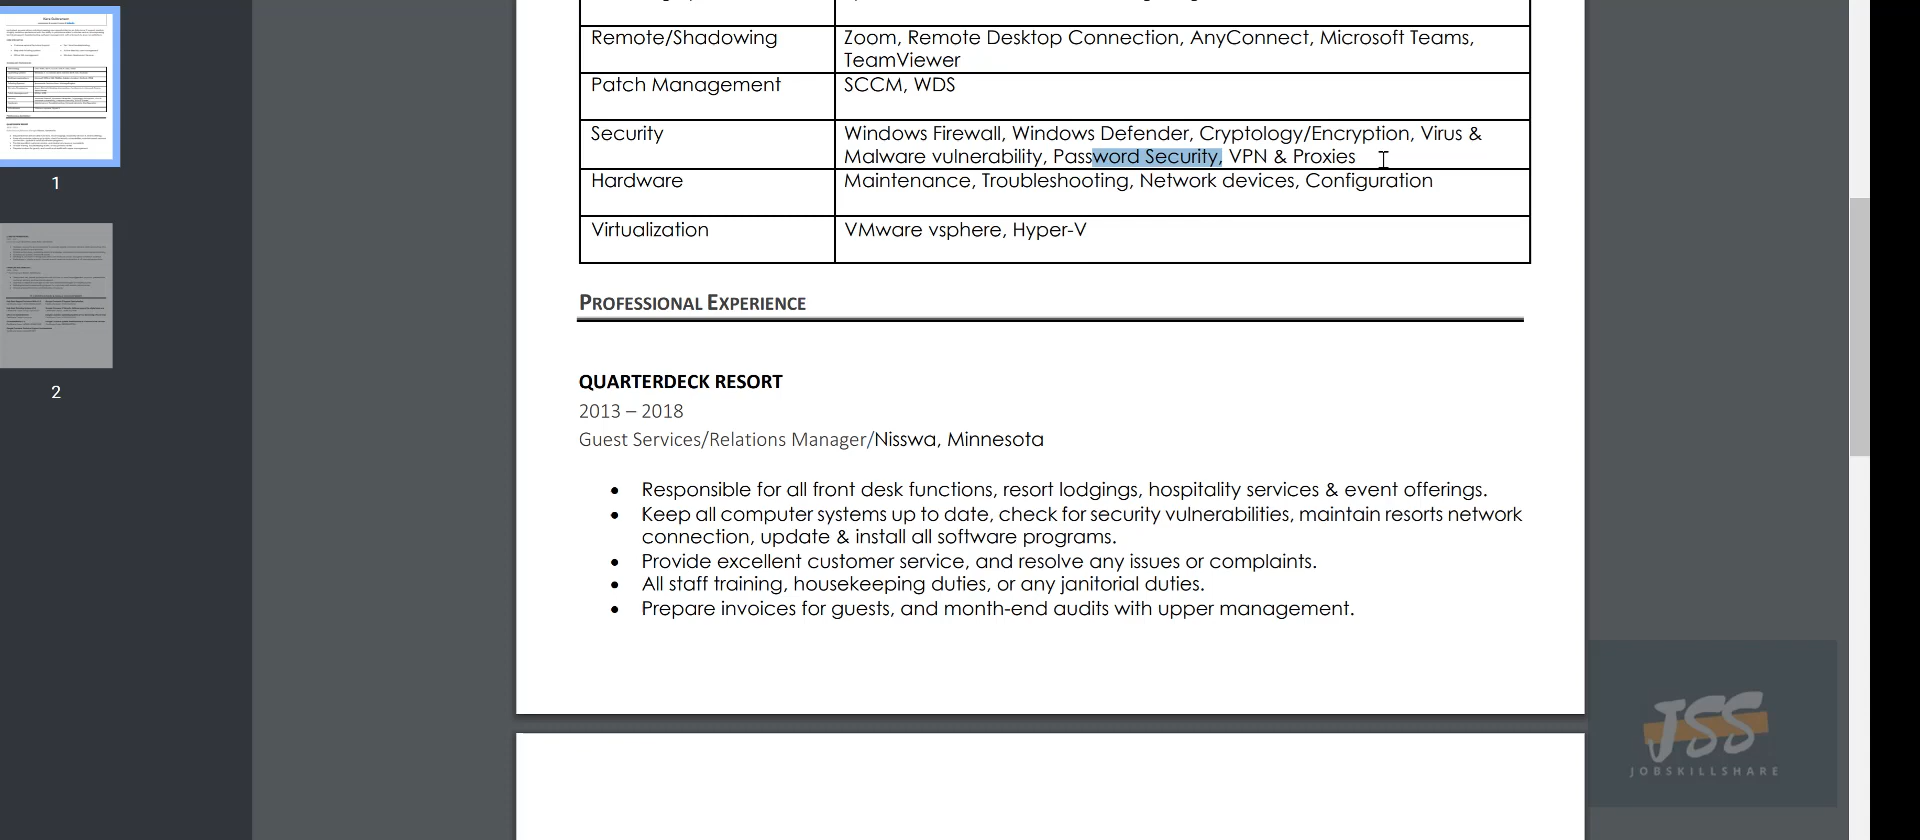 Remote/Shadowing
Zoom, Remote Desktop Connection, AnyConnect, Microsoft Teams,
TeamViewer
Patch Management
SCCM, WDS
Security
Windows Firewall, Windows Defender, Cryptology/Encryption, Virus &
Malware vulnerability, Password Security, VPN & Proxies
Hardware
Maintenance, Troubleshooting, Network devices, Configuration
Virtualization
VMware vsphere, Hyper-V
PROFESSIONAL EXPERIENCE
QUARTERDECK RESORT
2013 – 2018
Guest Services/Relations Manager/Nisswa, Minnesota
• Responsible for all front desk functions, resort lodgings, hospitality services & event offerings.
• Keep all computer systems up to date, check for security vulnerabilities, maintain resorts network
connection, update & install all software programs.
• Provide excellent customer service, and resolve any issues or complaints.
• All staff training, housekeeping duties, or any janitorial duties.
• Prepare invoices for guests, and month-end audits with upper management.
1
2
JSS
JOBSKILLSHARE